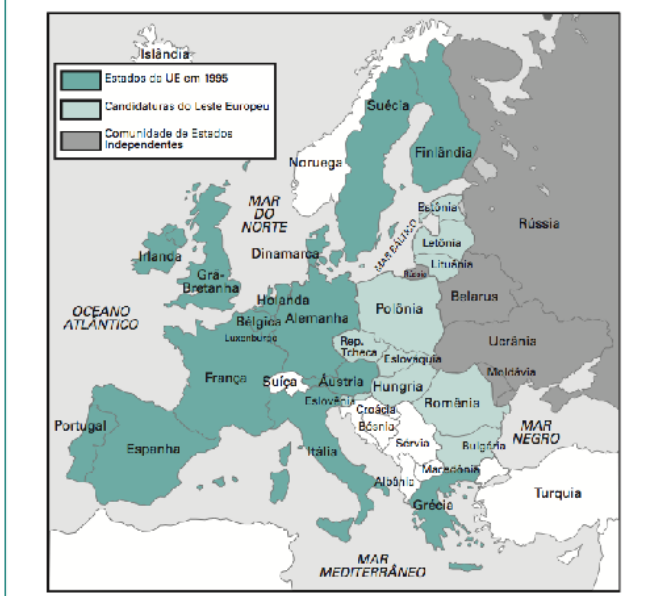 Islândia
Estados da UE em 1995
Candidaturas do Leste Europeu
Comunidade de Estados
Independentes
Suécia
Finlândia
Noruega
MAR
DO
NORTE
Estônia
Rússia
MAR BÁLTICO
Letônia
Dinamarca
Irlanda
Lituânia
Rússia
Grã-
Bretanha
Belarus
Holanda
Polônia
OCEANO
ATLÂNTICO
Bélgica
Alemanha
Luxemburgo
Rep.
Tcheca
Ucrânia
Eslováquia
Moldávia
França
Suíça
Áustria
Hungria
Eslovênia
Romênia
Croácia
Bósnia
Portugal
Espanha
Itália
Sérvia
Bulgária
MAR
NEGRO
Macedônia
Albânia
Grécia
Turquia
MAR
MEDITERRÂNEO